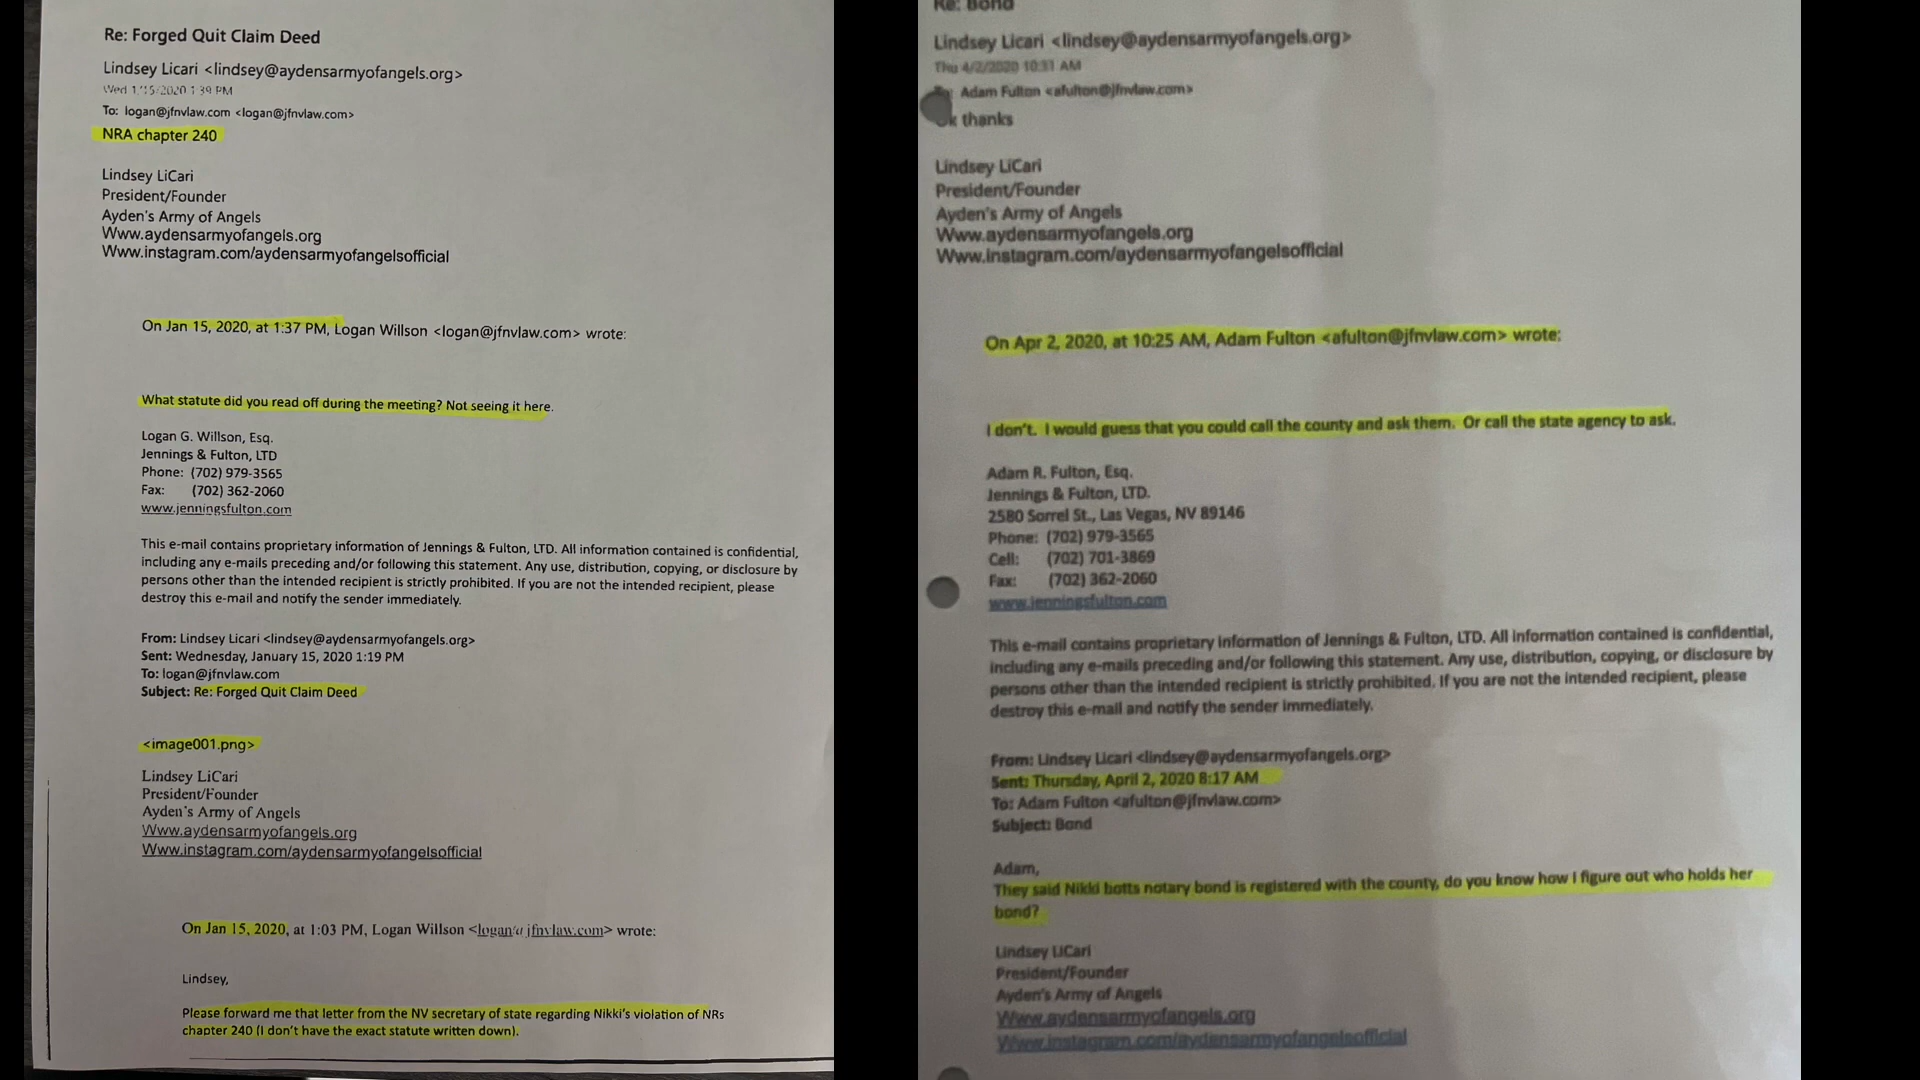 Re: Forged Quit Claim Deed
Lindsey Licari <lindsey@aydensarmyofangels.org>
Wed 1/15/2020 1:39 PM
To: logan@jfnvlaw.com <logan@jfnvlaw.com>
NRA chapter 240
Lindsey LiCari
President/Founder
Ayden's Army of Angels
Www.aydensarmyofangels.org
Www.instagram.com/aydensarmyofangelsofficial
On Jan 15, 2020, at 1:37 PM, Logan Willson <logan@jfnvlaw.com> wrote:
What statute did you read off during the meeting? Not seeing it here.
Logan G. Willson, Esq.
Jennings & Fulton, LTD
Phone: (702) 979-3565
Fax: (702) 362-2060
www.jenningsfulton.com
This e-mail contains proprietary information of Jennings & Fulton, LTD. All information contained is confidential,
including any e-mails preceding and/or following this statement. Any use, distribution, copying, or disclosure by
persons other than the intended recipient is strictly prohibited. If you are not the intended recipient, please
destroy this e-mail and notify the sender immediately.
From: Lindsey Licari <lindsey@aydensarmyofangels.org>
Sent: Wednesday, January 15, 2020 1:19 PM
To: logan@jfnvlaw.com
Subject: Re: Forged Quit Claim Deed
<image001.png>
Lindsey LiCari
President/Founder
Ayden's Army of Angels
Www.aydensarmyofangels.org
Www.instagram.com/aydensarmyofangelsofficial
On Jan 15, 2020, at 1:03 PM, Logan Willson <logan@jfnvlaw.com> wrote:
Lindsey,
Please forward me that letter from the NV secretary of state regarding Nikki's violation of NRs
chapter 240 (I don't have the exact statute written down).
Re: Bond
Lindsey Licari <lindsey@aydensarmyofangels.org>
Thu 4/2/2020 10:31 AM
Adam Fulton <afulton@jfnvlaw.com>
Ok thanks
Lindsey LiCari
President/Founder
Ayden's Army of Angels
Www.aydensarmyofangels.org
Www.instagram.com/aydensarmyofangelsofficial
On Apr 2, 2020, at 10:25 AM, Adam Fulton <afulton@jfnvlaw.com> wrote:
I don't. I would guess that you could call the county and ask them. Or call the state agency to ask.
Adam R. Fulton, Esq.
Jennings & Fulton, LTD.
2580 Sorrel St., Las Vegas, NV 89146
Phone: (702) 979-3565
Cell: (702) 701-3869
Fax: (702) 362-2060
www.jenningsfulton.com
This e-mail contains proprietary information of Jennings & Fulton, LTD. All information contained is confidential,
including any e-mails preceding and/or following this statement. Any use, distribution, copying, or disclosure by
persons other than the intended recipient is strictly prohibited. If you are not the intended recipient, please
destroy this e-mail and notify the sender immediately.
From: Lindsey Licari <lindsey@aydensarmyofangels.org>
Sent: Thursday, April 2, 2020 8:17 AM
To: Adam Fulton <afulton@jfnvlaw.com>
Subject: Bond
Adam,
They said Nikki botts notary bond is registered with the county, do you know how I figure out who holds her
bond?
Lindsey LiCari
President/Founder
Ayden's Army of Angels
Www.aydensarmyofangels.org
Www.instagram.com/aydensarmyofangelsofficial